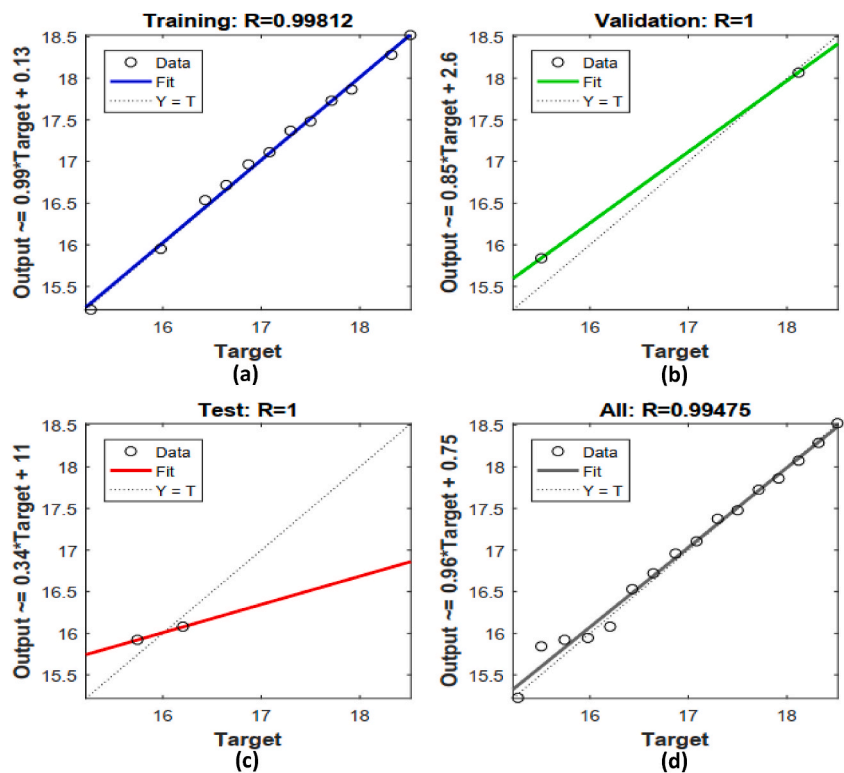 Training: R=0.99812
Output ~= 0.99*Target + 0.13
18.5
18
17.5
17
16.5
16
15.5
Data
Fit
Y = T
16
17
18
Target
(a)
Validation: R=1
Output ~= 0.85*Target + 2.6
18.5
18
17.5
17
16.5
16
15.5
Data
Fit
Y = T
16
17
18
Target
(b)
Test: R=1
Output ~= 0.34*Target + 11
18.5
18
17.5
17
16.5
16
15.5
Data
Fit
Y = T
16
17
18
Target
(c)
All: R=0.99475
Output ~= 0.96*Target + 0.75
18.5
18
17.5
17
16.5
16
15.5
Data
Fit
Y = T
16
17
18
Target
(d)